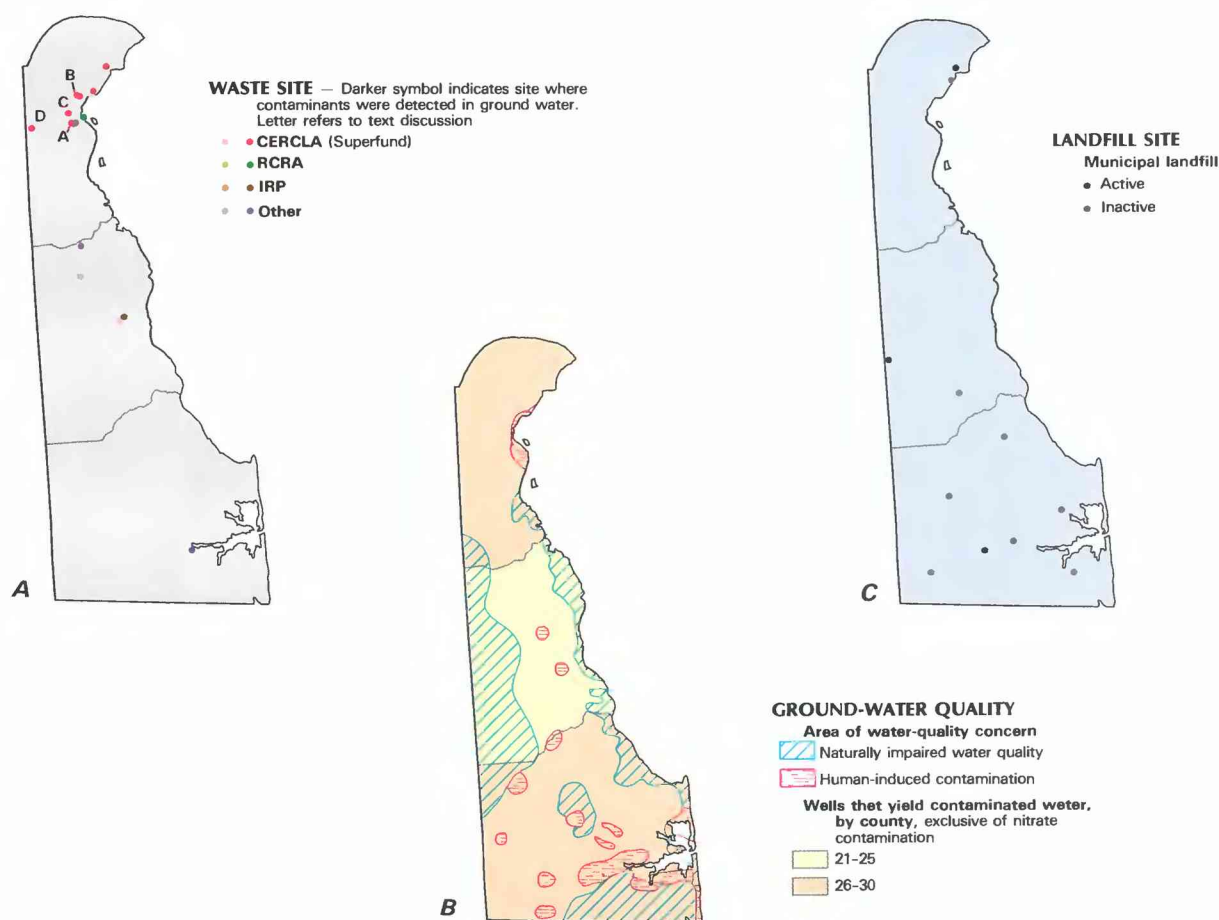 B
C
D
A
WASTE SITE — Darker symbol indicates site where
contaminants were detected in ground water.
Letter refers to text discussion
CERCLA (Superfund)
RCRA
IRP
Other
A
LANDFILL SITE
Municipal landfill
Active
Inactive
C
GROUND-WATER QUALITY
Area of water-quality concern
Naturally impaired water quality
Human-induced contamination
Wells thet yield contaminated weter,
by county, exclusive of nitrate
contamination
21–25
26–30
B